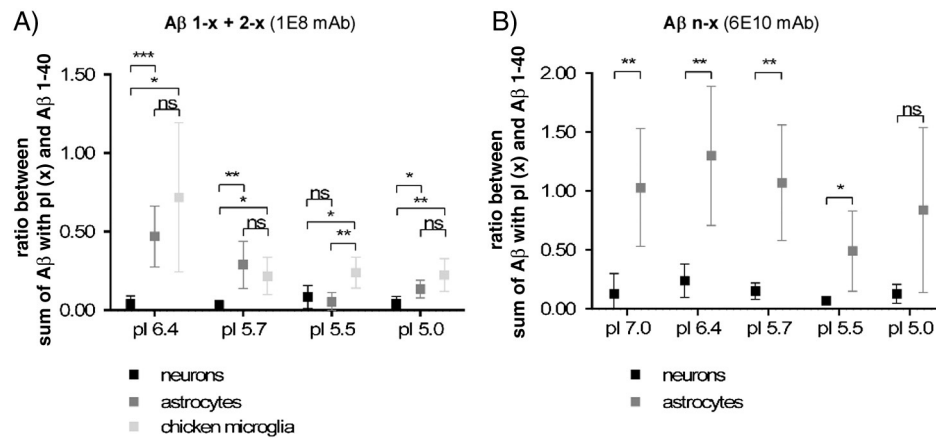 A)
Aβ 1-x + 2-x (1E8 mAb)
ratio between
sum of Aβ with pI (x) and Aβ 1-40
1.50
1.00
0.50
0.00
***
*
ns
**
*
ns
ns
*
**
*
**
ns
pI 6.4
pI 5.7
pI 5.5
pI 5.0
neurons
astrocytes
chicken microglia
B)
Aβ n-x (6E10 mAb)
ratio between
sum of Aβ with pI (x) and Aβ 1-40
2.00
1.50
1.00
0.50
0.00
**
**
**
*
ns
pI 7.0
pI 6.4
pI 5.7
pI 5.5
pI 5.0
neurons
astrocytes